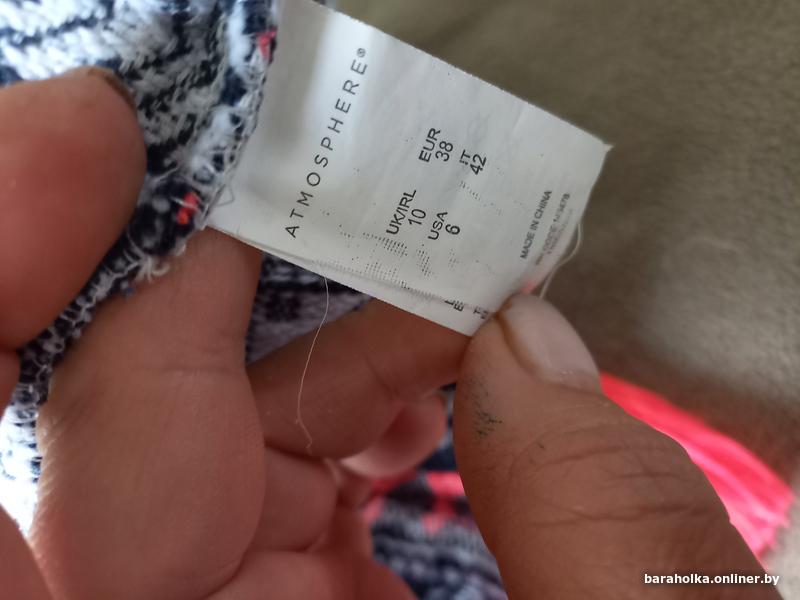 ATMOSPHERE®
EUR
38
IT
42
UK/IRL
10
USA
6
MADE IN CHINA
baraholka.onliner.by